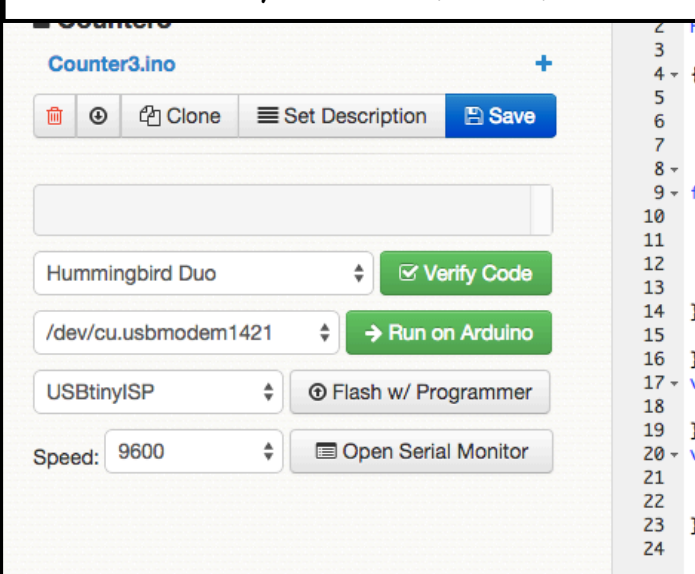 Counter3.ino
Clone
Set Description
Save
Hummingbird Duo
Verify Code
/dev/cu.usbmodem1421
Run on Arduino
USBtinyISP
Flash w/ Programmer
Speed:
9600
Open Serial Monitor
2
3
4 {
5
6
7
8
9
10
11
12
13
14 }
15
16 }
17
18
19 }
20
21
22
23 }
24